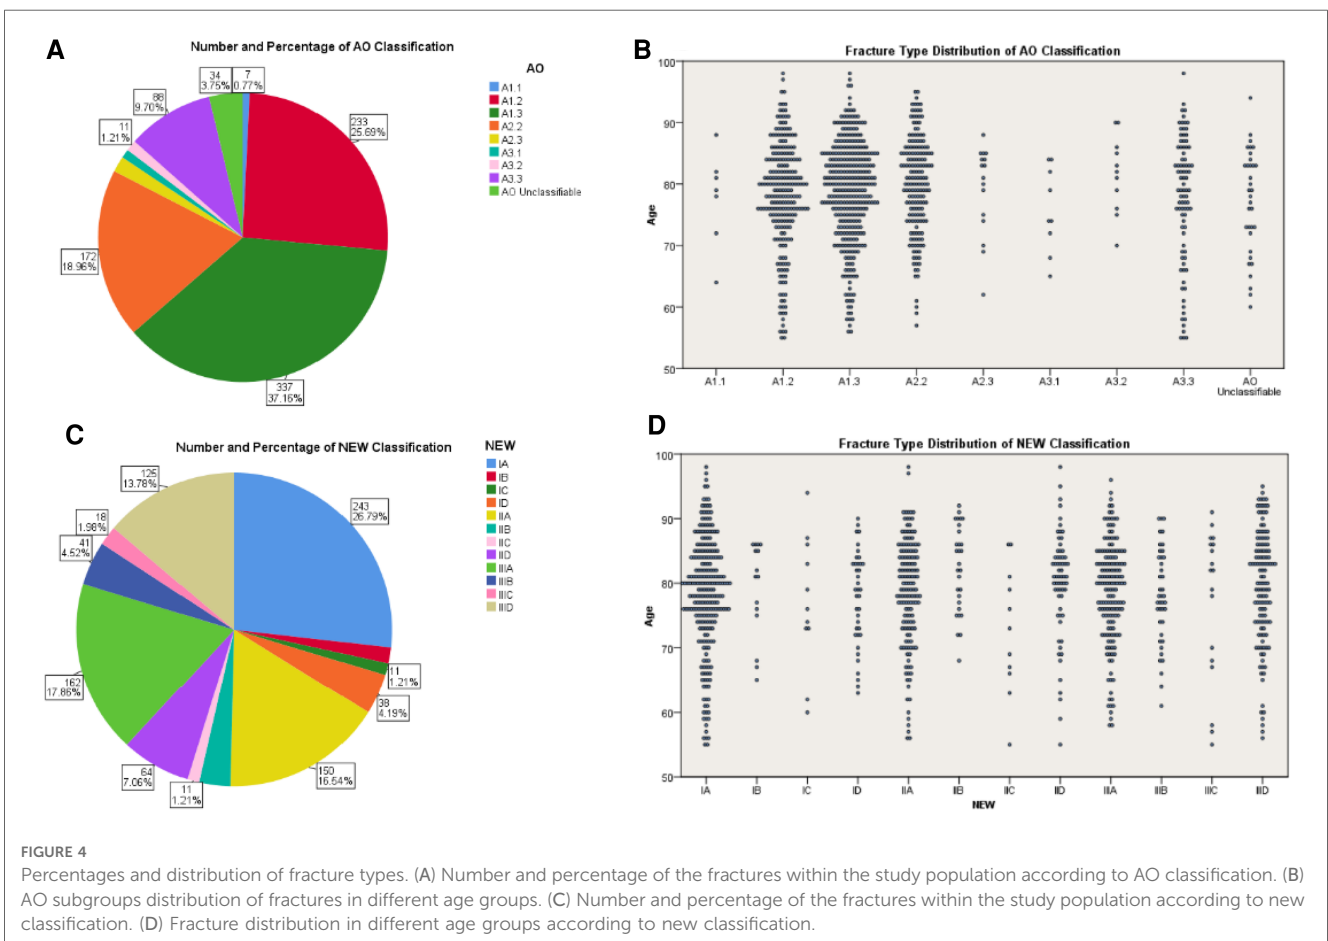 A
Number and Percentage of AO Classification
34
3.75%
7
0.77%
88
9.70%
11
1.21%
233
25.69%
172
18.96%
337
37.16%
AO
A1.1
A1.2
A1.3
A2.2
A2.3
A3.1
A3.2
A3.3
AO Unclassifiable
B
Fracture Type Distribution of AO Classification
Age
100
90
80
70
60
50
A1.1 A1.2 A1.3 A2.2 A2.3 A3.1 A3.2 A3.3 AO
Unclassifiable
C
Number and Percentage of NEW Classification
125
13.78%
18
1.98%
41
4.52%
243
26.79%
162
17.86%
11
1.21%
38
4.19%
64
7.06%
11
1.21%
150
16.54%
NEW
IA
IB
IC
ID
IIA
IIB
IIC
IID
IIIA
IIIB
IIIC
IIID
D
Fracture Type Distribution of NEW Classification
Age
100
90
80
70
60
50
IA IB IC ID IIA IIB IIC IID IIIA IIIB IIIC IIID
NEW
FIGURE 4
Percentages and distribution of fracture types. (A) Number and percentage of the fractures within the study population according to AO classification. (B)
AO subgroups distribution of fractures in different age groups. (C) Number and percentage of the fractures within the study population according to new
classification. (D) Fracture distribution in different age groups according to new classification.